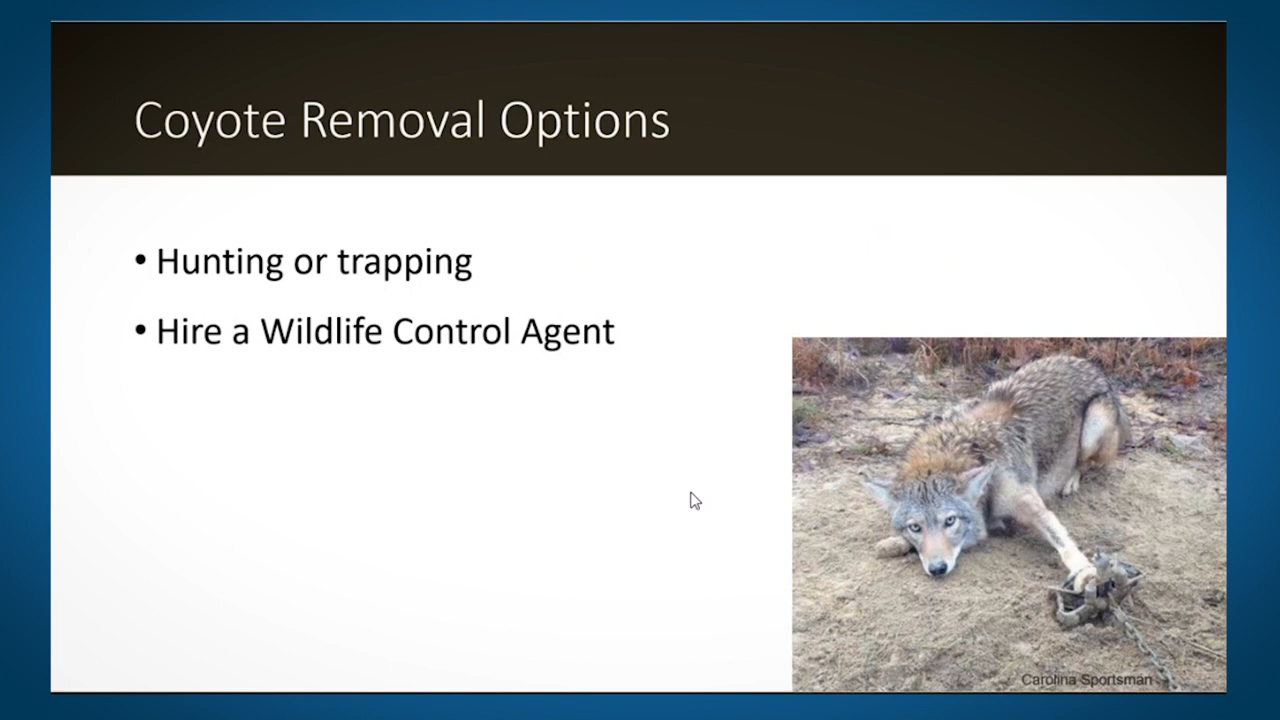 Coyote Removal Options
• Hunting or trapping
• Hire a Wildlife Control Agent
Carolina Sportsman